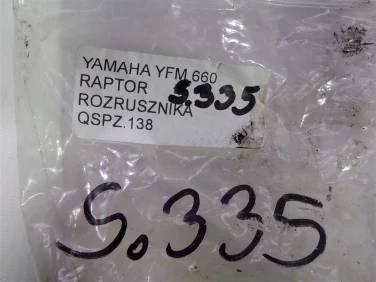 YAMAHA YFM 660
RAPTOR S.335
ROZRUSZNIKA
QSPZ.138
S.335